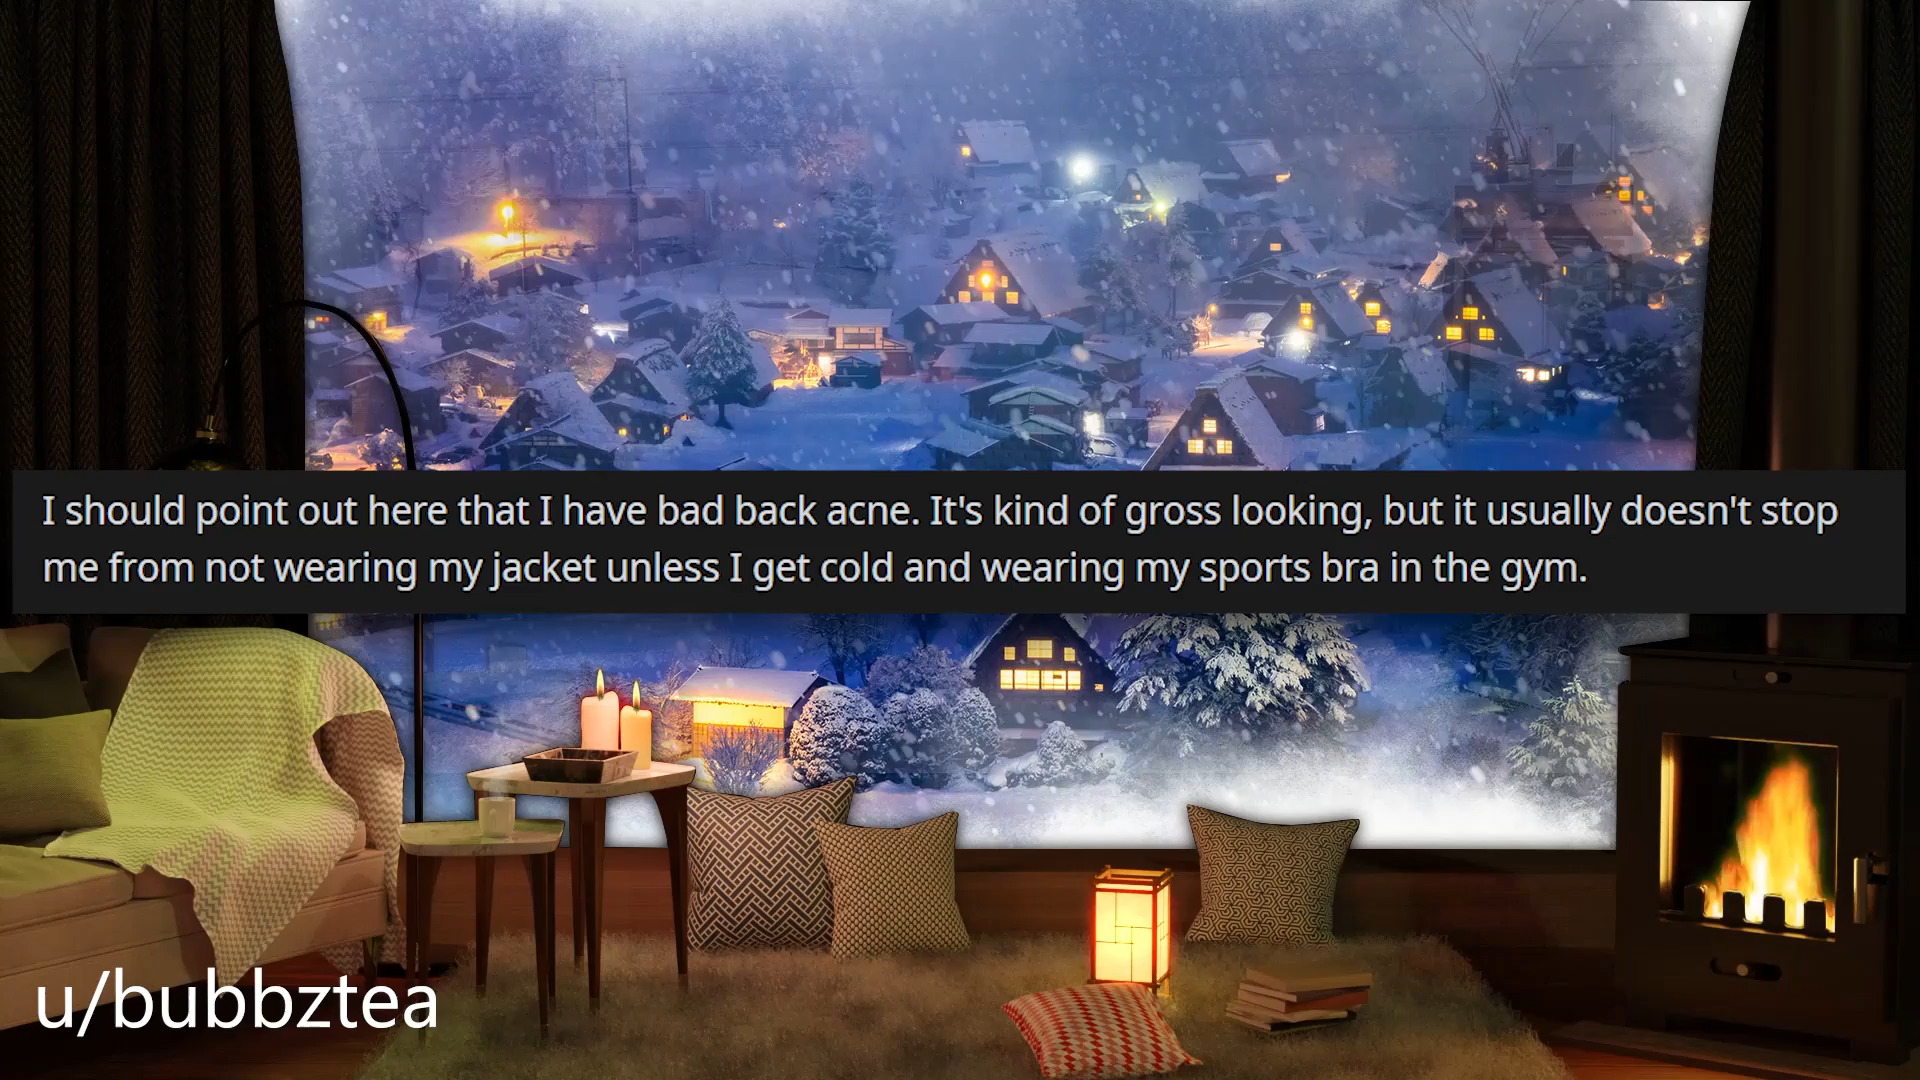 I should point out here that I have bad back acne. It's kind of gross looking, but it usually doesn't stop
me from not wearing my jacket unless I get cold and wearing my sports bra in the gym.
u/bubbztea